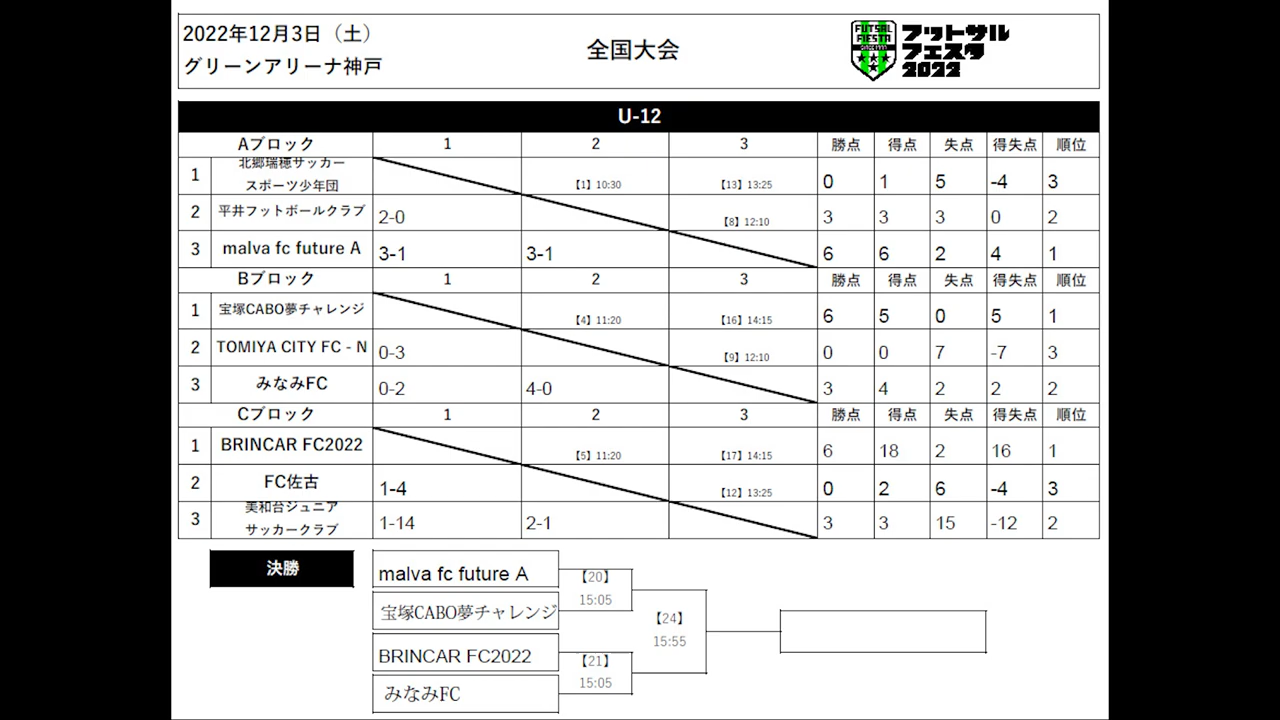 2022年12月3日（土）
グリーンアリーナ神戸
全国大会
FUTSAL
FIESTA
SINCE 1997
フットサル
フェスタ
2022
U-12
Aブロック 1 2 3 勝点 得点 失点 得失点 順位
1 北郷瑞穂サッカー
スポーツ少年団 【1】10:30 【13】13:25 0 1 5 -4 3
2 平井フットボールクラブ 2-0 【8】12:10 3 3 3 0 2
3 malva fc future A 3-1 3-1 6 6 2 4 1
Bブロック 1 2 3 勝点 得点 失点 得失点 順位
1 宝塚CABO夢チャレンジ 【4】11:20 【16】14:15 6 5 0 5 1
2 TOMIYA CITY FC - N 0-3 【9】12:10 0 0 7 -7 3
3 みなみFC 0-2 4-0 3 4 2 2 2
Cブロック 1 2 3 勝点 得点 失点 得失点 順位
1 BRINCAR FC2022 【5】11:20 【17】14:15 6 18 2 16 1
2 FC佐古 1-4 【12】13:25 0 2 6 -4 3
3 美和台ジュニア
サッカークラブ 1-14 2-1 3 3 15 -12 2
決勝
malva fc future A
【20】
15:05
宝塚CABO夢チャレンジ
【24】
15:55
BRINCAR FC2022
【21】
15:05
みなみFC